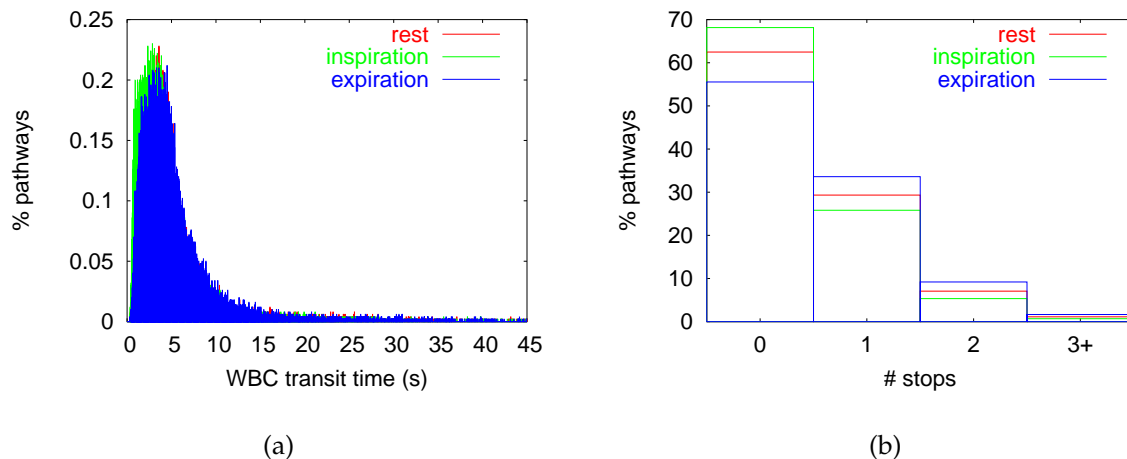 0.25
0.2
0.15
0.1
0.05
0
% pathways
rest
inspiration
expiration
0 5 10 15 20 25 30 35 40 45
WBC transit time (s)
(a)
70
60
50
40
30
20
10
0
% pathways
rest
inspiration
expiration
0 1 2 3+
# stops
(b)